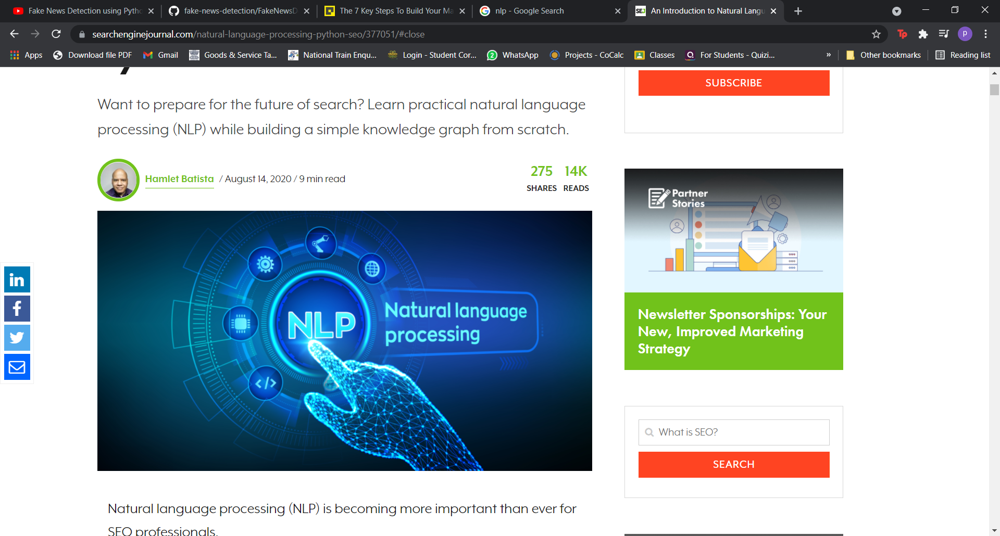 Fake News Detection using Pytho
fake-news-detection/FakeNewsD
The 7 Key Steps To Build Your Ma
nlp - Google Search
SEJ An Introduction to Natural Langu
searchenginejournal.com/natural-language-processing-python-seo/377051/#close
Tp
P
Apps
Download file PDF
Gmail
Goods & Service Ta...
National Train Enqu...
Login - Student Cor...
2 WhatsApp
Projects - CoCalc
Classes
Q For Students - Quizi...
»
Other bookmarks
Reading list
SUBSCRIBE
Want to prepare for the future of search? Learn practical natural language
processing (NLP) while building a simple knowledge graph from scratch.
Hamlet Batista / August 14, 2020 / 9 min read
275 14K
SHARES READS
in
f
</>
NLP
Natural language
processing
Partner
Stories
Newsletter Sponsorships: Your
New, Improved Marketing
Strategy
What is SEO?
SEARCH
Natural language processing (NLP) is becoming more important than ever for
SEO professionals.